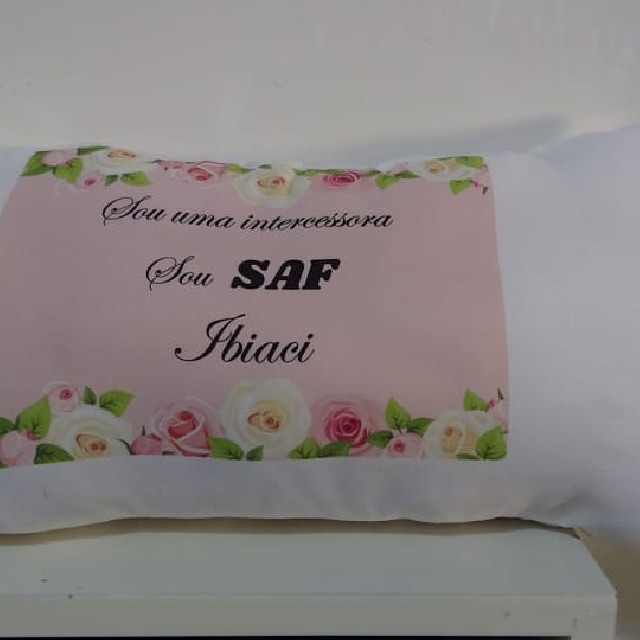 Sou uma intercessora
Sou SAF
Ibiaci